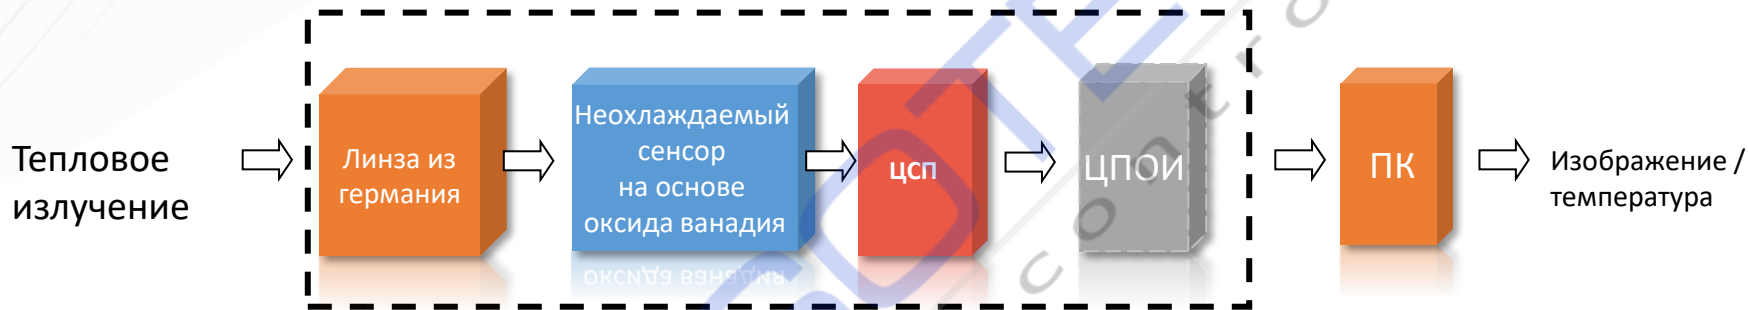 Тепловое
излучение
Линза из
германия
Неохлаждаемый
сенсор
на основе
оксида ванадия
ЦСП
ЦПОИ
ПК
Изображение /
температура